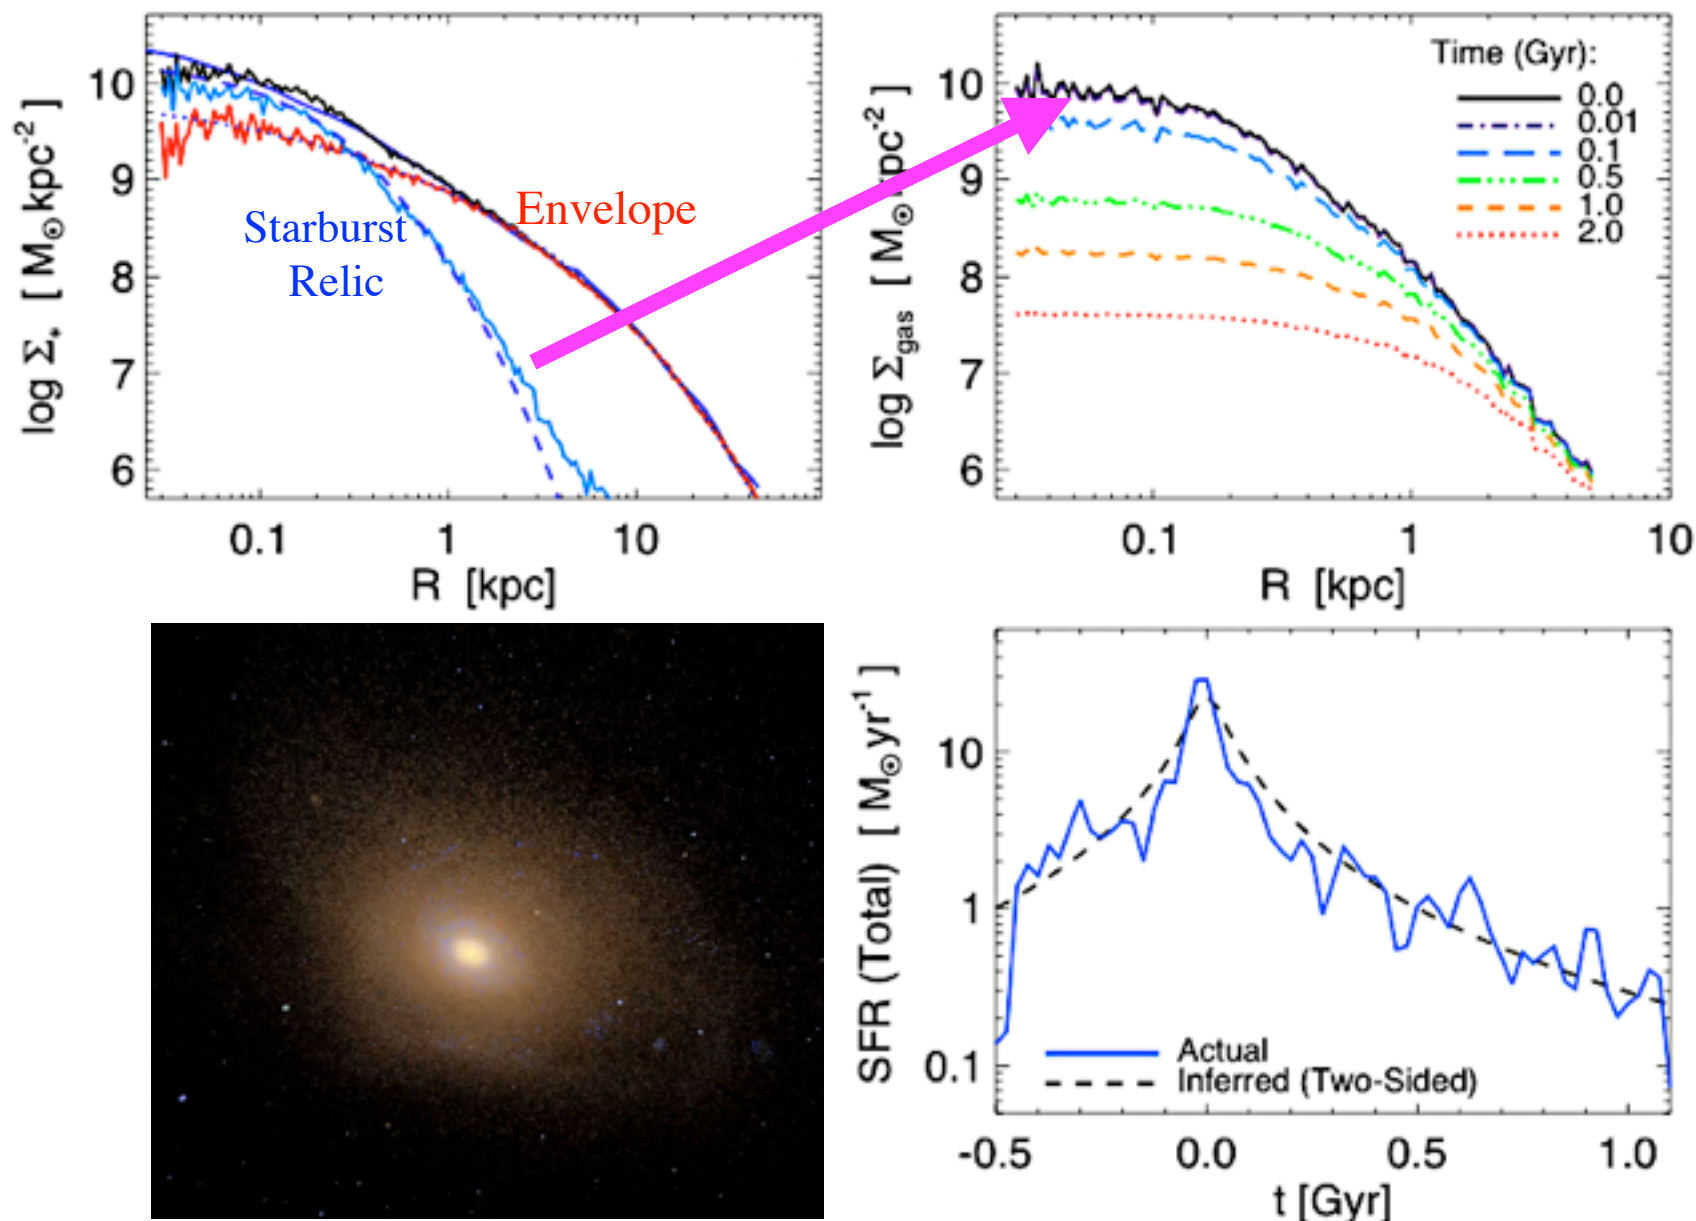 log Σ* [ M⊙kpc⁻² ]
10
9
8
7
6
Envelope
Starburst
Relic
0.1 1 10
R [kpc]
log Σgas [ M⊙ kpc⁻² ]
10
9
8
7
6
Time (Gyr):
0.0
0.01
0.1
0.5
1.0
2.0
0.1 1 10
R [kpc]
SFR (Total) [ M⊙yr⁻¹ ]
10
1
0.1
Actual
Inferred (Two-Sided)
-0.5 0.0 0.5 1.0
t [Gyr]